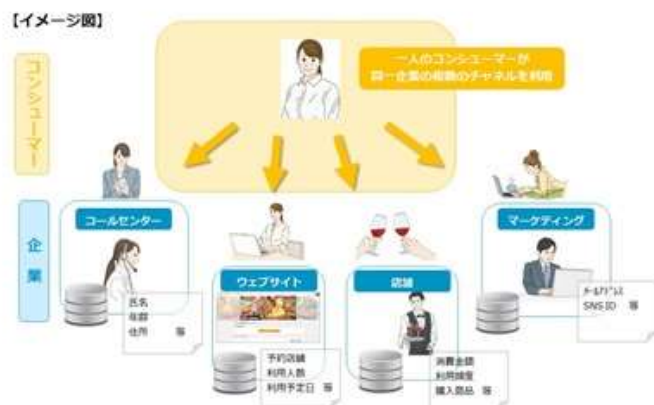 【イメージ図】
コンシューマー
一人のコンシューマーが
同一企業の複数のチャネルを利用
企業
コールセンター
氏名
年齢
住所 等
ウェブサイト
予約店舗
利用人数
利用予定日 等
店舗
消費金額
利用頻度
購入商品 等
マーケティング
メールアドレス
SNS ID 等